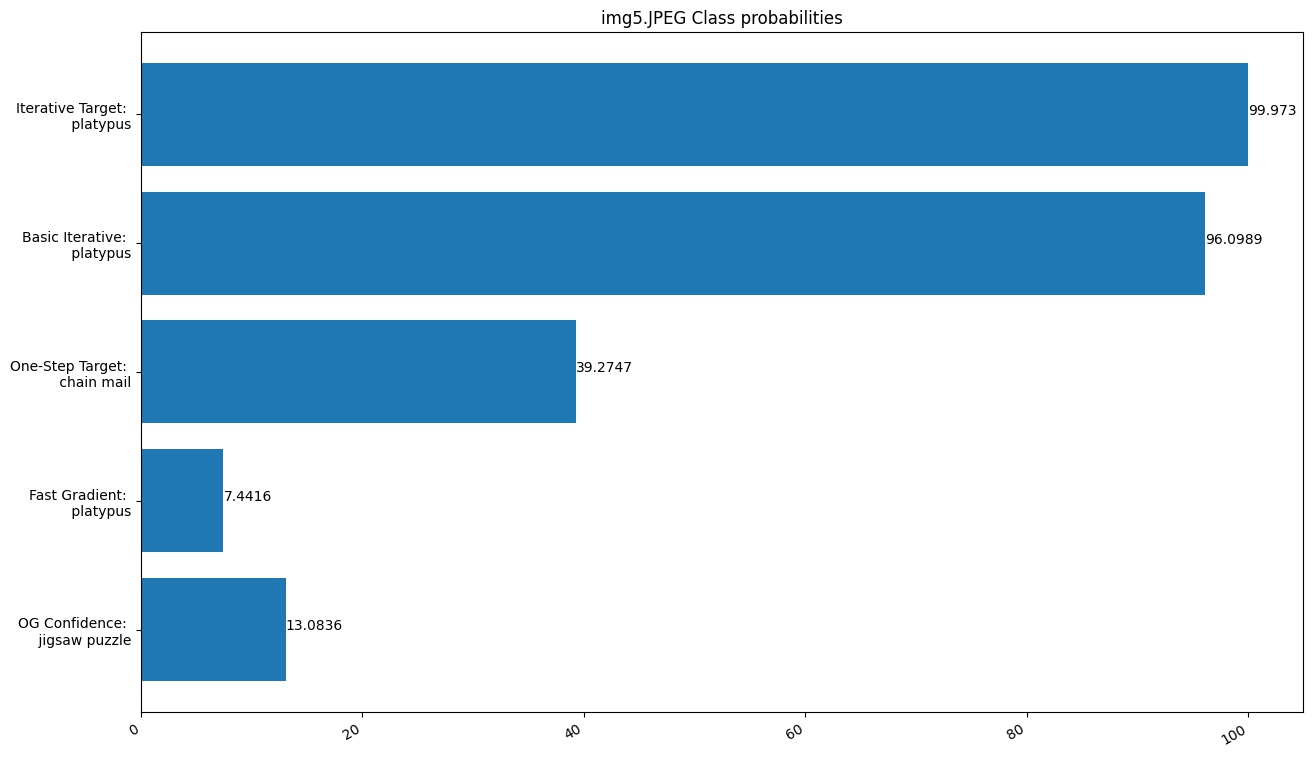 img5.JPEG Class probabilities
Iterative Target:
platypus
99.973
Basic Iterative:
platypus
96.0989
One-Step Target:
chain mail
39.2747
Fast Gradient:
platypus
7.4416
OG Confidence:
jigsaw puzzle
13.0836
0
20
40
60
80
100